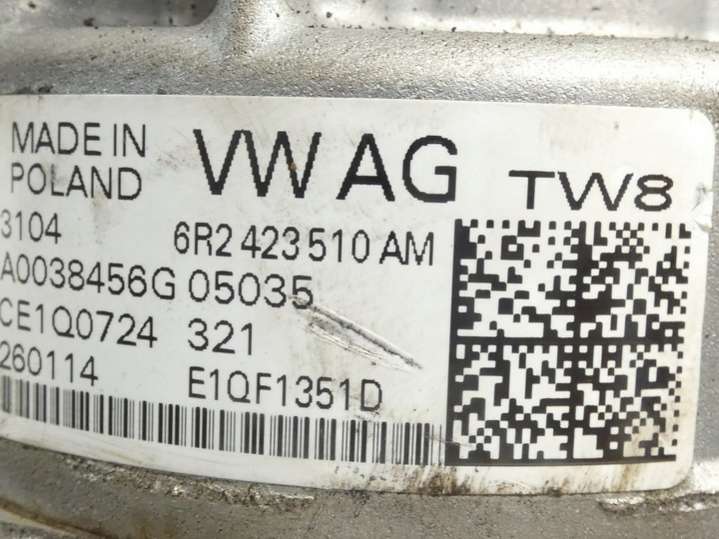 MADE IN
POLAND
VW AG
TW8
3104
6R2 423 510 AM
A0038456G 05035
CE1Q0724 321
260114
E1QF1351D